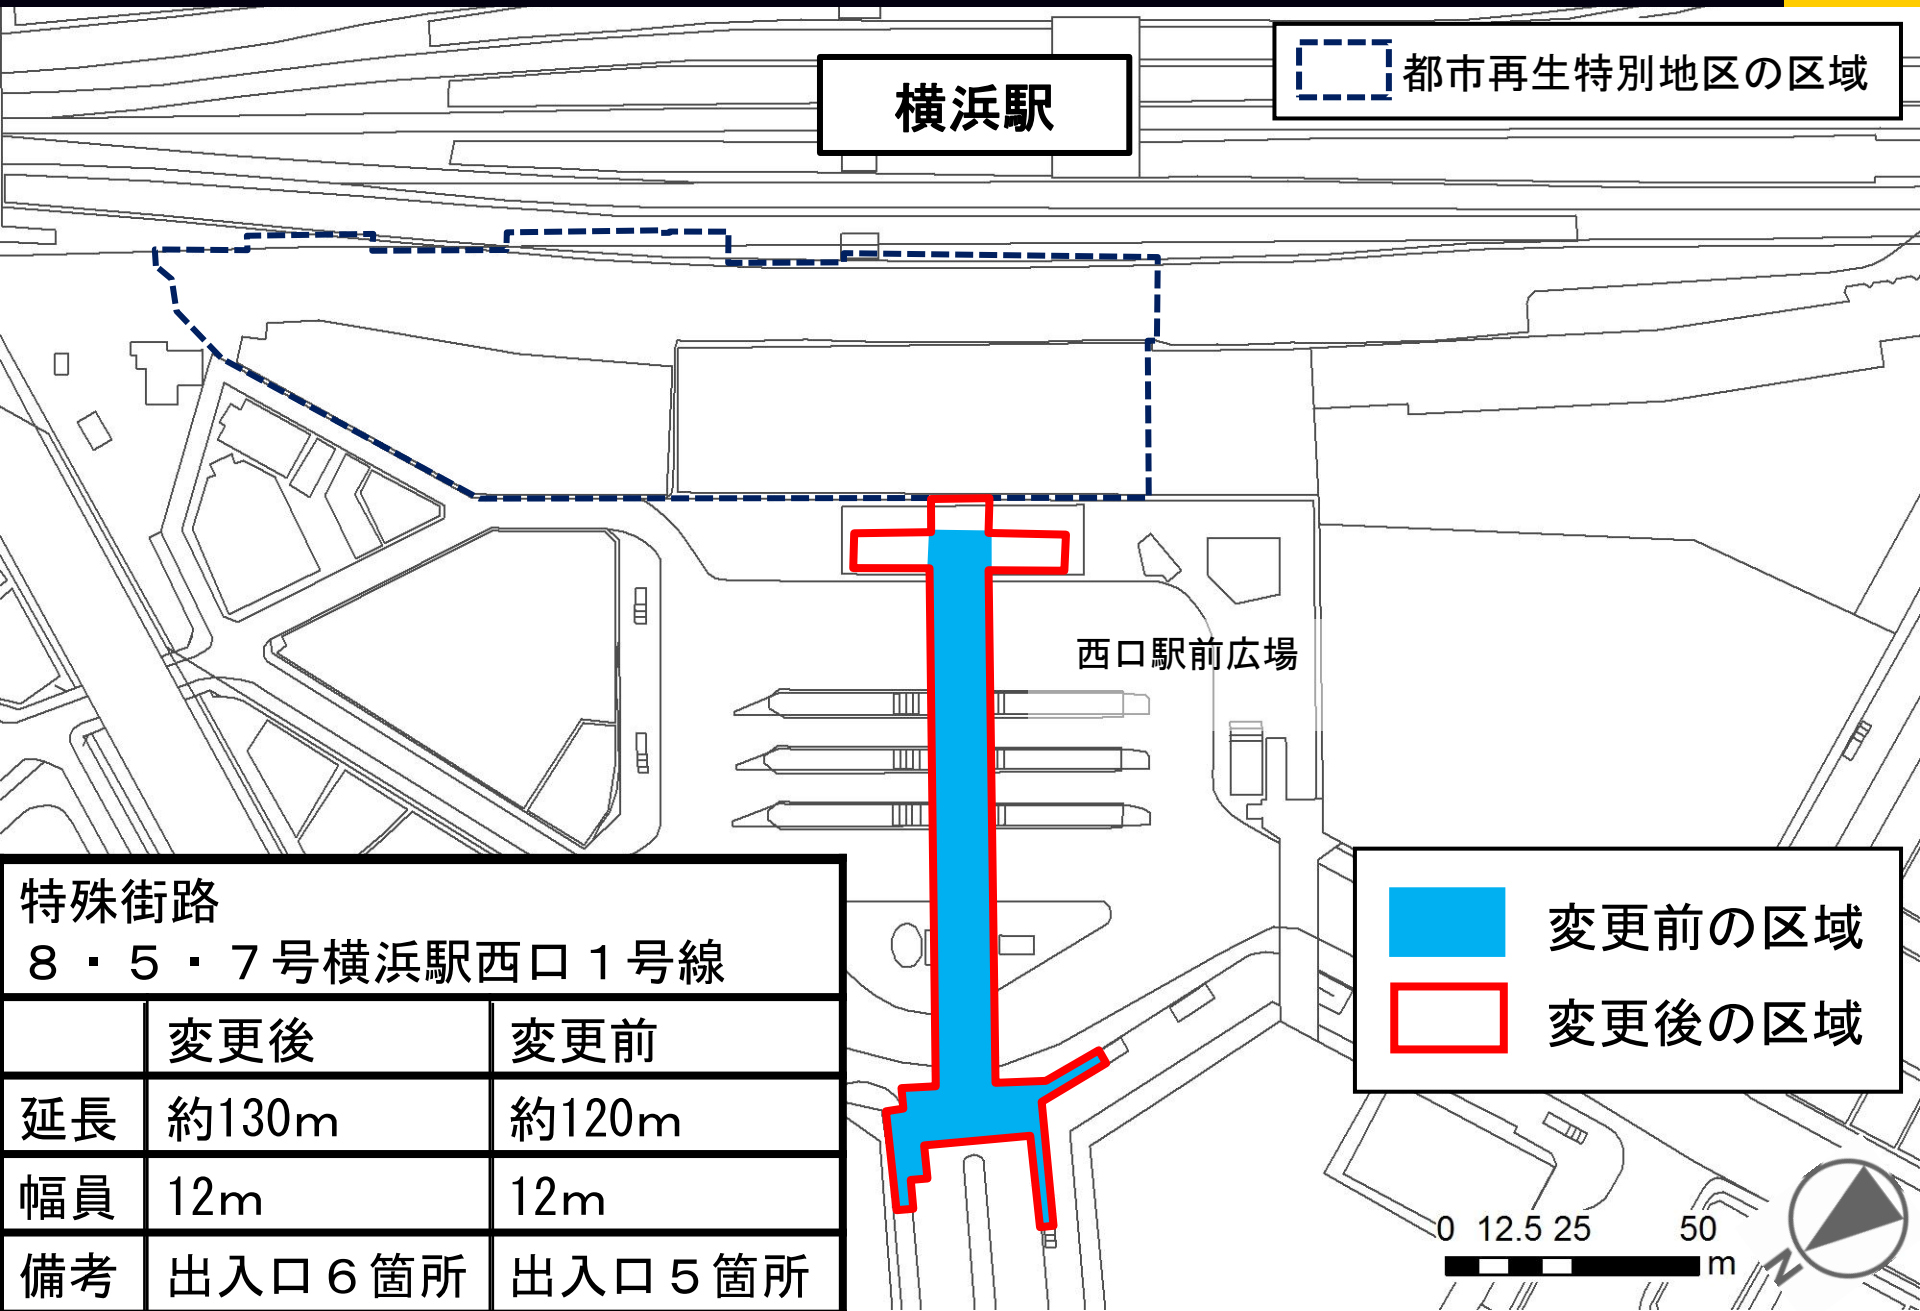 都市再生特別地区の区域
横浜駅
西口駅前広場
特殊街路
８・５・７号横浜駅西口１号線
変更後 変更前
延長 約130m 約120m
幅員 12m 12m
備考 出入口６箇所 出入口５箇所
変更前の区域
変更後の区域
0 12.5 25 50
m
N